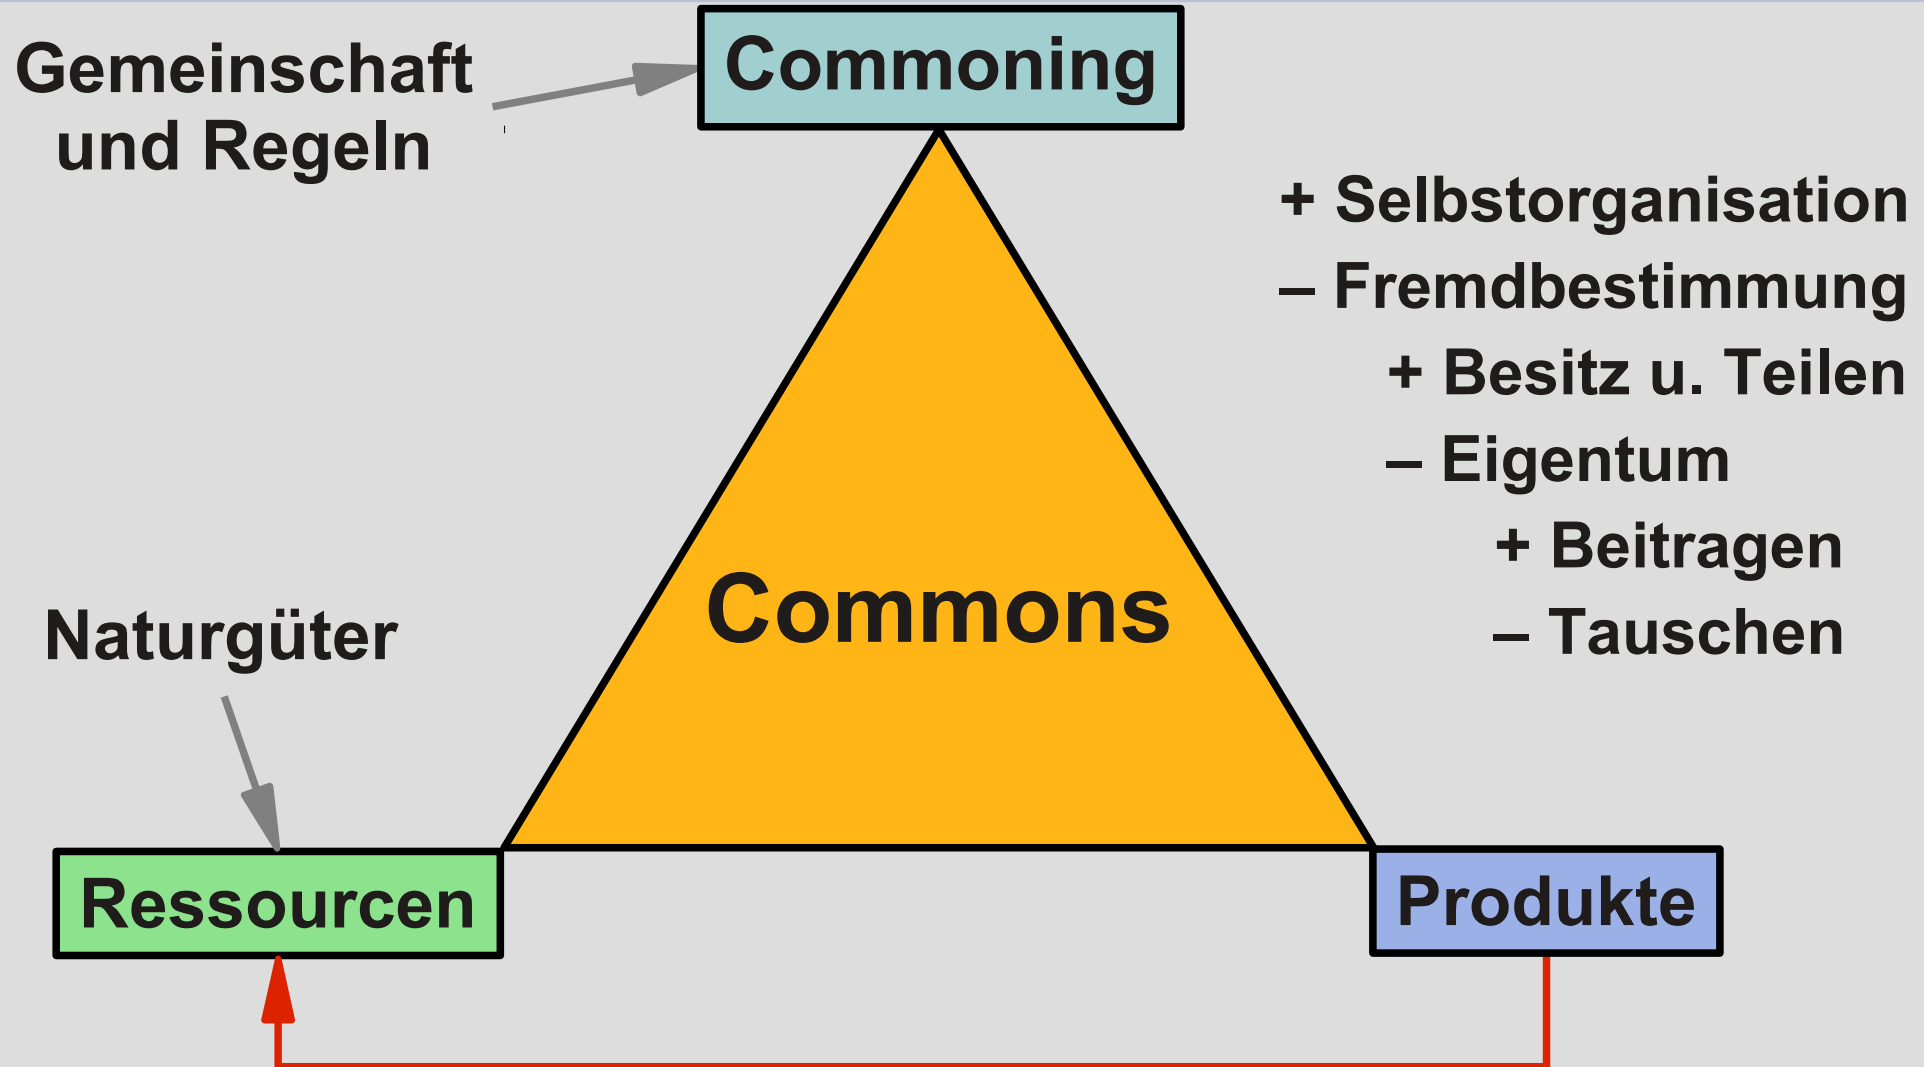 Gemeinschaft
und Regeln
Commoning
+ Selbstorganisation
– Fremdbestimmung
+ Besitz u. Teilen
– Eigentum
+ Beitragen
– Tauschen
Commons
Naturgüter
Ressourcen
Produkte